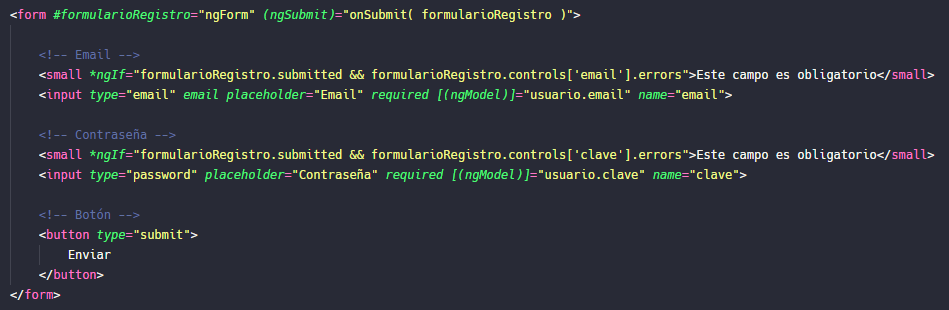 <form #formularioRegistro="ngForm" (ngSubmit)="onSubmit( formularioRegistro )">
<!-- Email -->
<small *ngIf="formularioRegistro.submitted && formularioRegistro.controls['email'].errors">Este campo es obligatorio</small>
<input type="email" email placeholder="Email" required [(ngModel)]="usuario.email" name="email">
<!-- Contraseña -->
<small *ngIf="formularioRegistro.submitted && formularioRegistro.controls['clave'].errors">Este campo es obligatorio</small>
<input type="password" placeholder="Contraseña" required [(ngModel)]="usuario.clave" name="clave">
<!-- Botón -->
<button type="submit">
Enviar
</button>
</form>